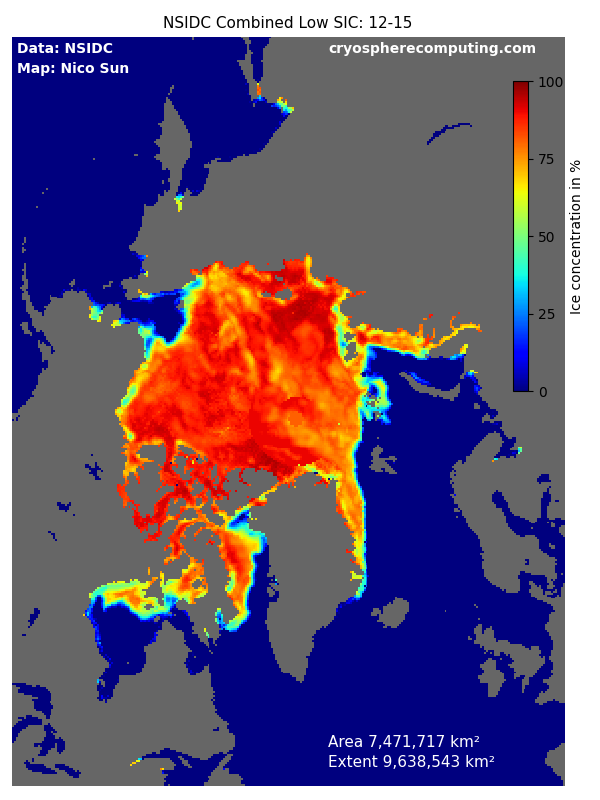 NSIDC Combined Low SIC: 12-15
Data: NSIDC
Map: Nico Sun
cryospherecomputing.com
100
75
50
25
0
Ice concentration in %
Area 7,471,717 km²
Extent 9,638,543 km²